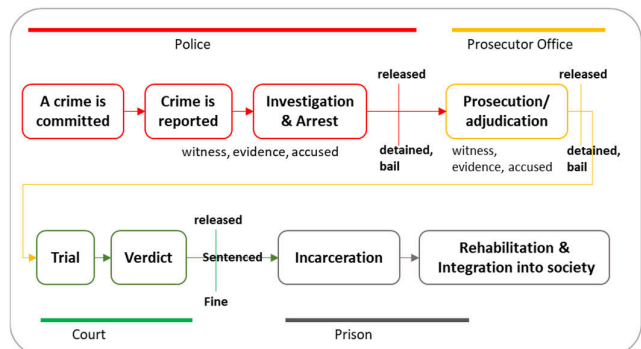 Police
Prosecutor Office
released
released
A crime is
committed
Crime is
reported
Investigation
& Arrest
Prosecution/
adjudication
witness, evidence, accused
detained,
bail
witness,
evidence, accused
detained,
bail
released
Trial
Verdict
Sentenced
Incarceration
Rehabilitation &
Integration into society
Fine
Court
Prison